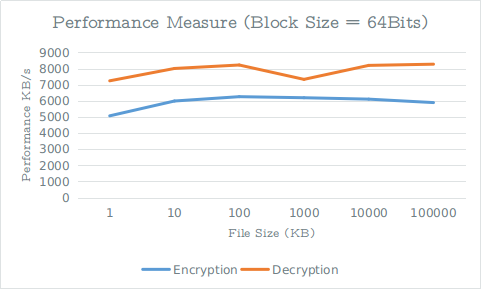 Performance Measure (Block Size = 64Bits)
Performance KB/s
9000
8000
7000
6000
5000
4000
3000
2000
1000
0
1 10 100 1000 10000 100000
File Size (KB)
Encryption Decryption